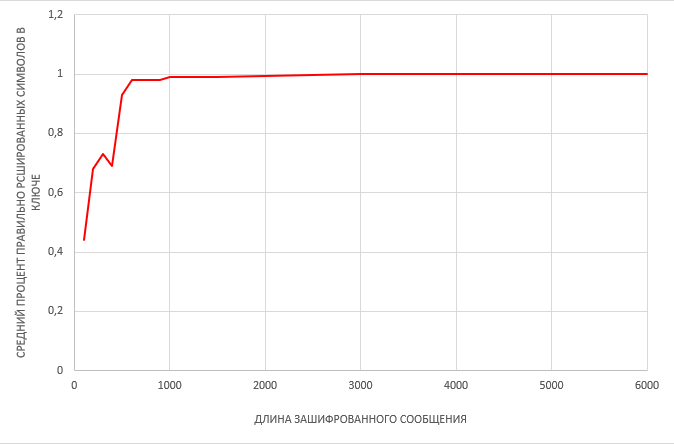 СРЕДНИЙ ПРОЦЕНТ ПРАВИЛЬНО РСШИРОВАННЫХ СИМВОЛОВ В
КЛЮЧЕ
1,2
1
0,8
0,6
0,4
0,2
0
0 1000 2000 3000 4000 5000 6000
ДЛИНА ЗАШИФРОВАННОГО СООБЩЕНИЯ